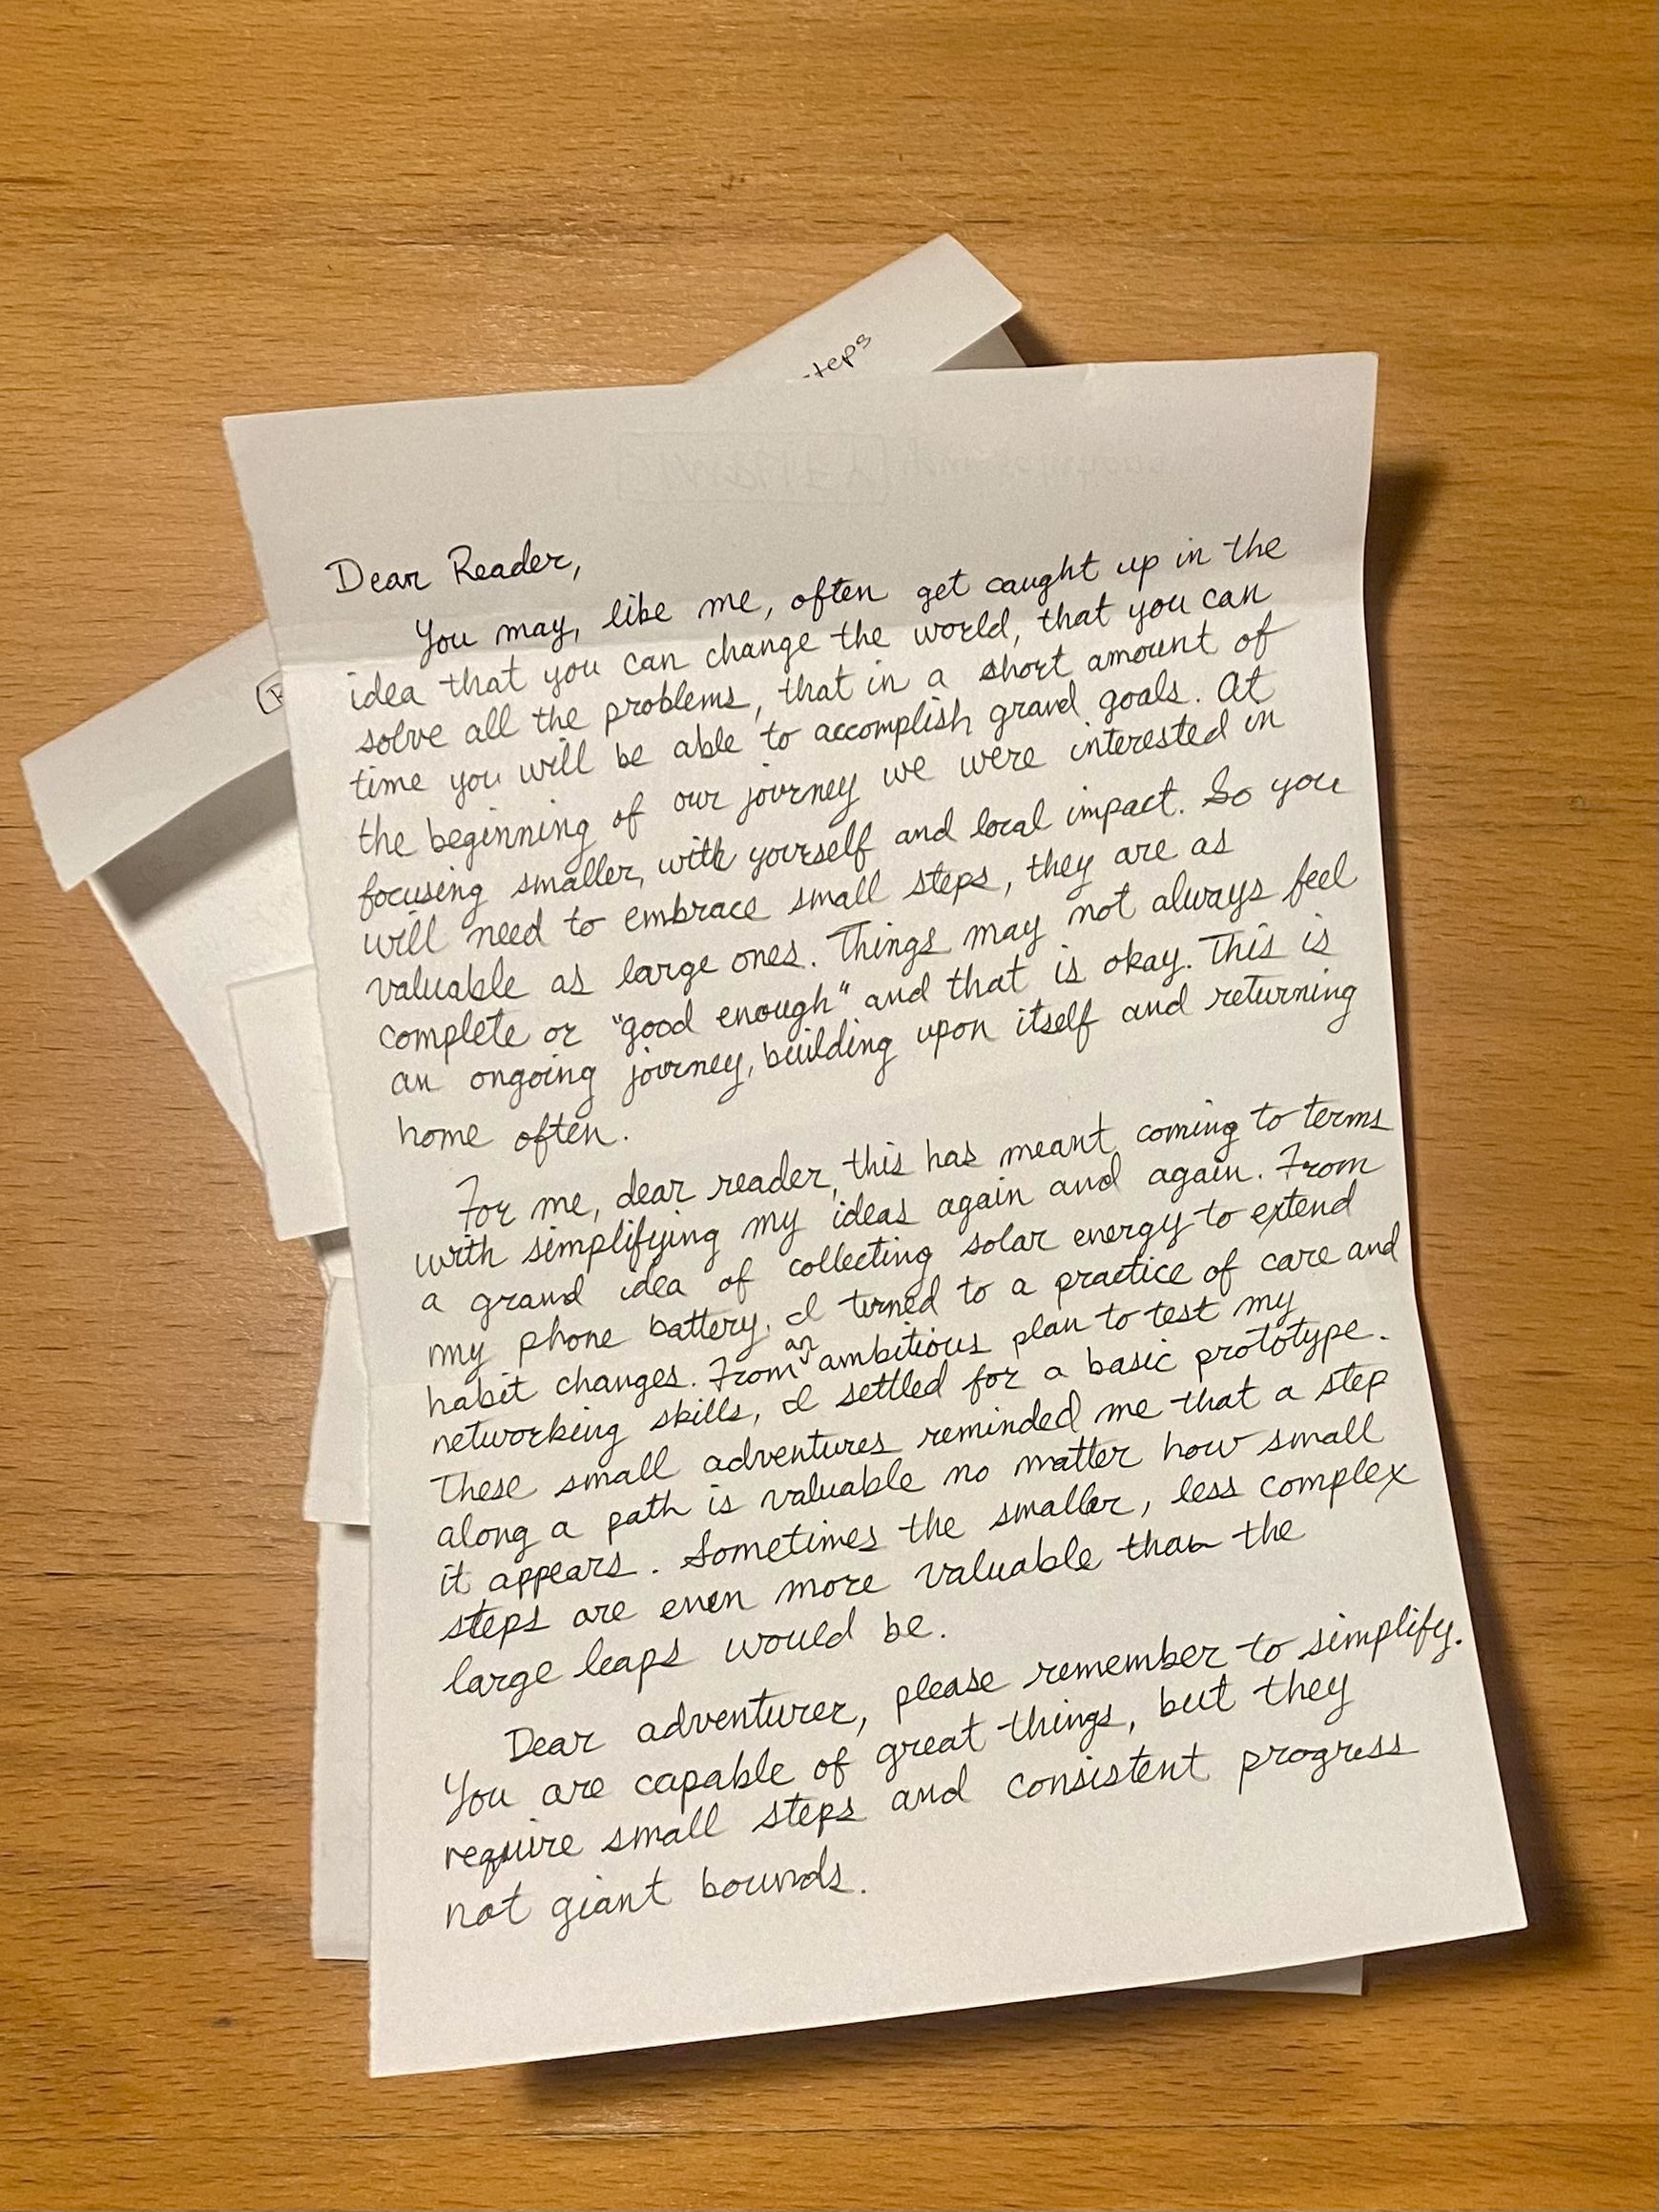 steps
Dear Reader,
You may, like me, often get caught up in the
idea that you can change the world, that you can
solve all the problems, that in a short amount of
time you will be able to accomplish grand goals. At
the beginning of our journey we were interested in
focusing smaller, with yourself and local impact. So you
will need to embrace small steps, they are as
valuable as large ones. Things may not always feel
complete or "good enough" and that is okay. This is
an ongoing journey, building upon itself and returning
home often.
For me, dear reader, this has meant coming to terms
with simplifying my ideas again and again. From
a grand idea of collecting solar energy to extend
my phone battery, I turned to a practice of care and
habit changes. From an ambitious plan to test my
networking skills, I settled for a basic prototype.
These small adventures reminded me that a step
along a path is valuable no matter how small
it appears. Sometimes the smaller, less complex
steps are even more valuable than the
large leaps would be.
Dear adventurer, please remember to simplify.
You are capable of great things, but they
require small steps and consistent progress
not giant bounds.